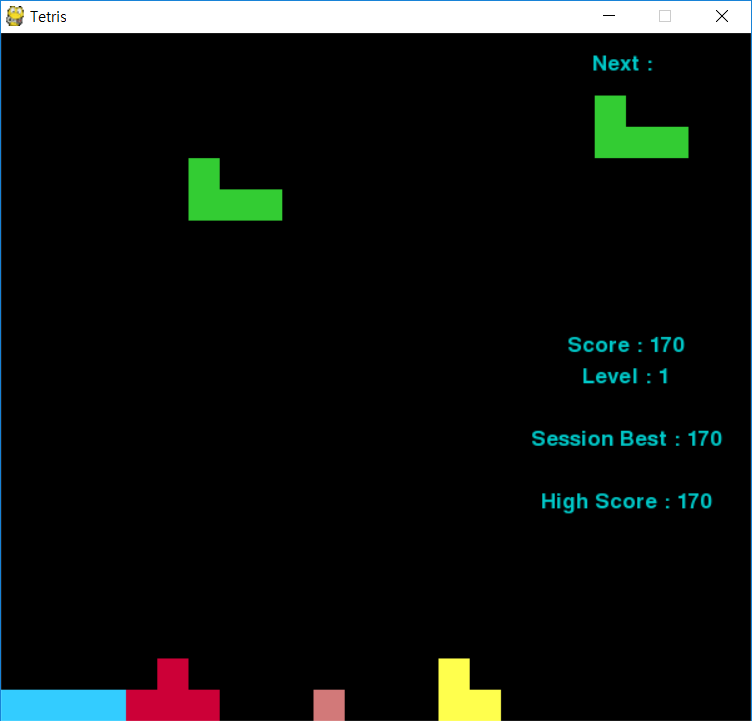 Tetris
Next :
Score : 170
Level : 1
Session Best : 170
High Score : 170